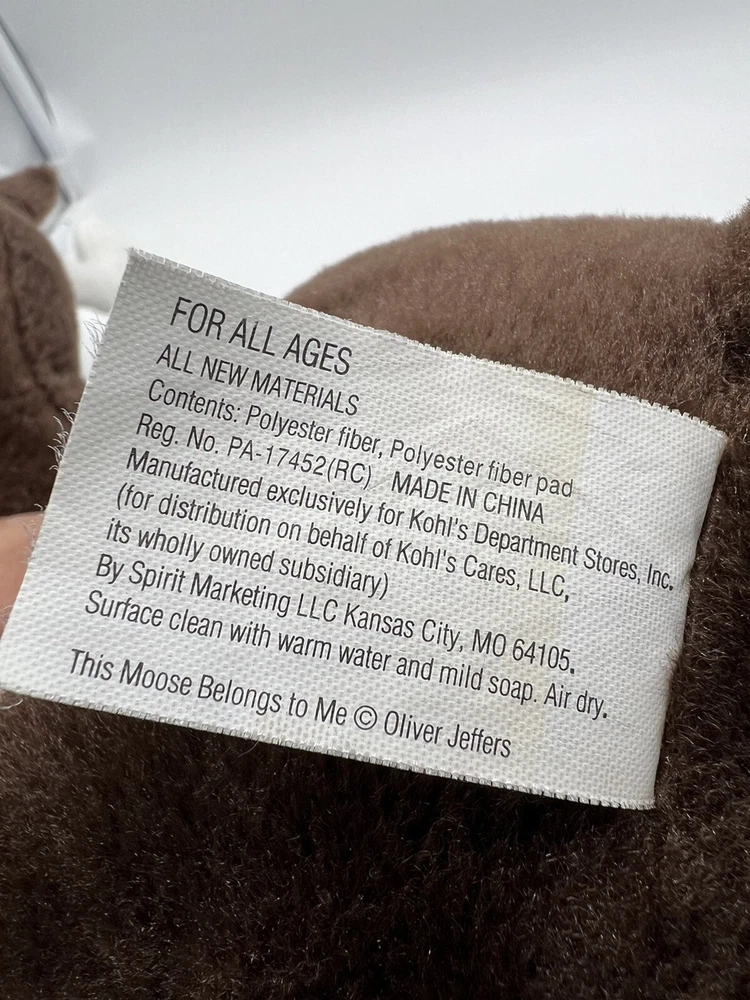 FOR ALL AGES
ALL NEW MATERIALS
Contents: Polyester fiber, Polyester fiber pad
Reg. No. PA-17452(RC) MADE IN CHINA
Manufactured exclusively for Kohl's Department Stores, Inc.
(for distribution on behalf of Kohl's Cares, LLC,
its wholly owned subsidiary)
By Spirit Marketing LLC Kansas City, MO 64105.
Surface clean with warm water and mild soap. Air dry.
This Moose Belongs to Me © Oliver Jeffers